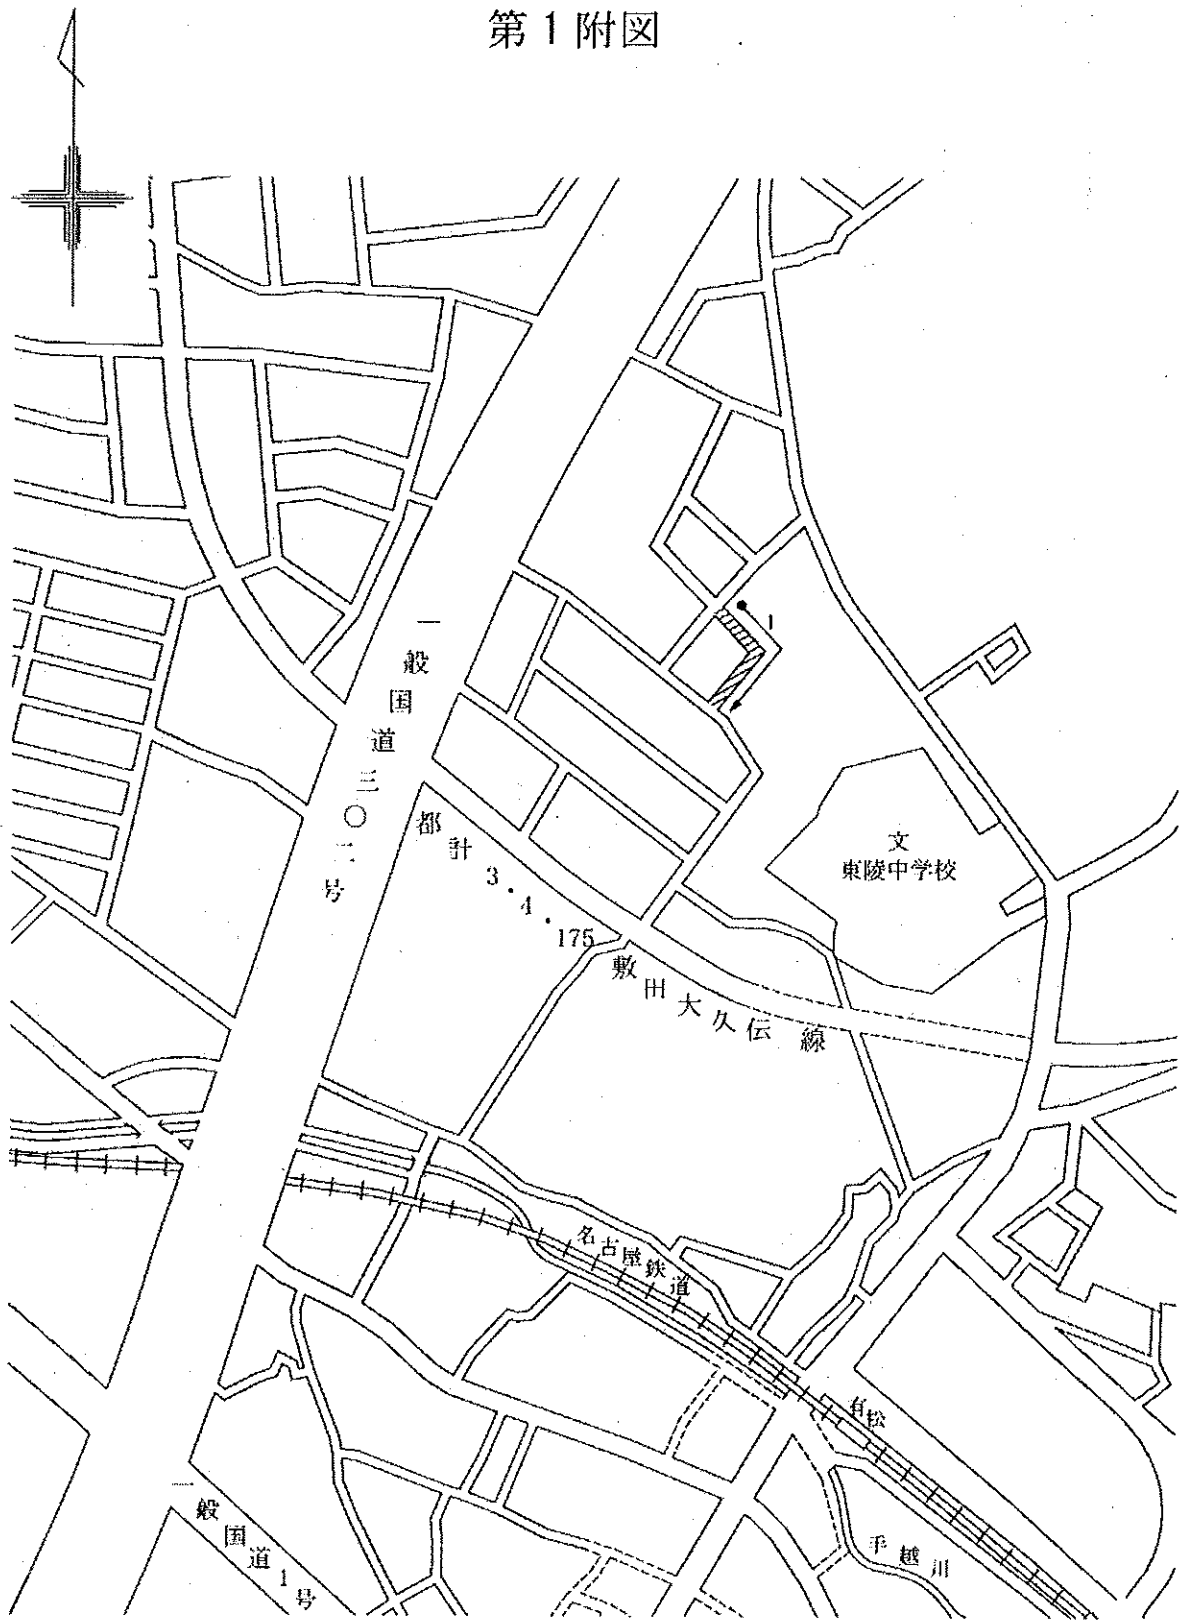 第1附図
1
一般国道三〇二号
都計3・4・175
敷田大久伝線
文
東陵中学校
名古屋鉄道
有松
一般国道1号
手越川